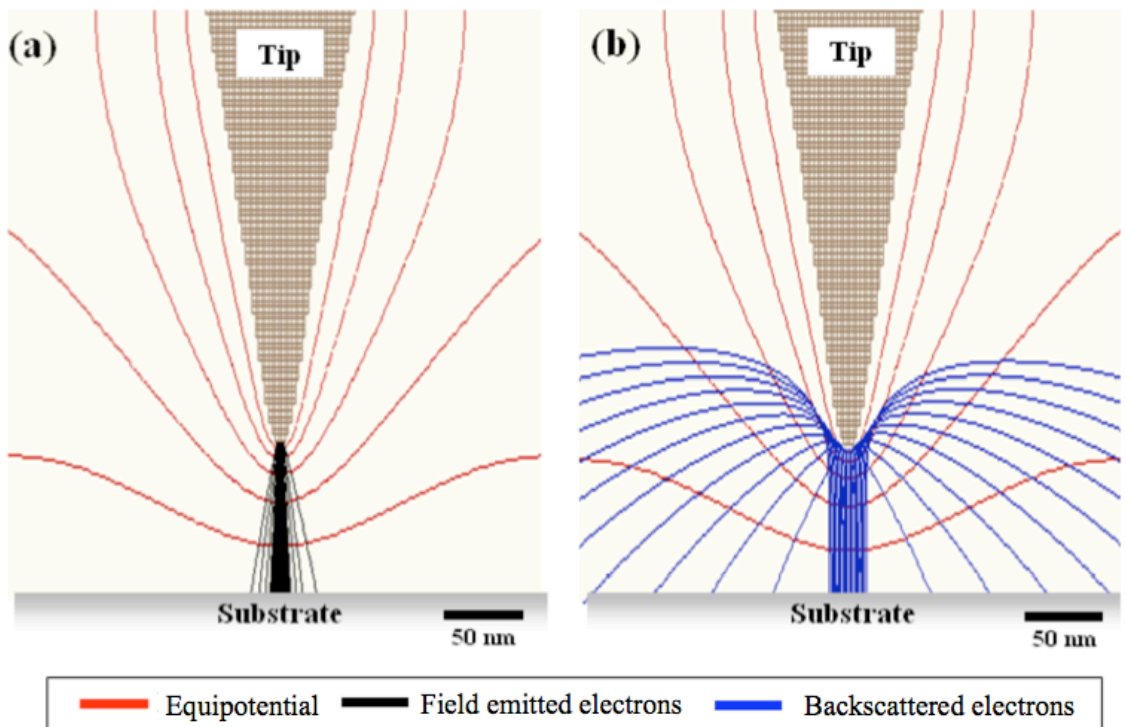 (a)
Tip
Substrate
50 nm
(b)
Tip
Substrate
50 nm
Equipotential
Field emitted electrons
Backscattered electrons